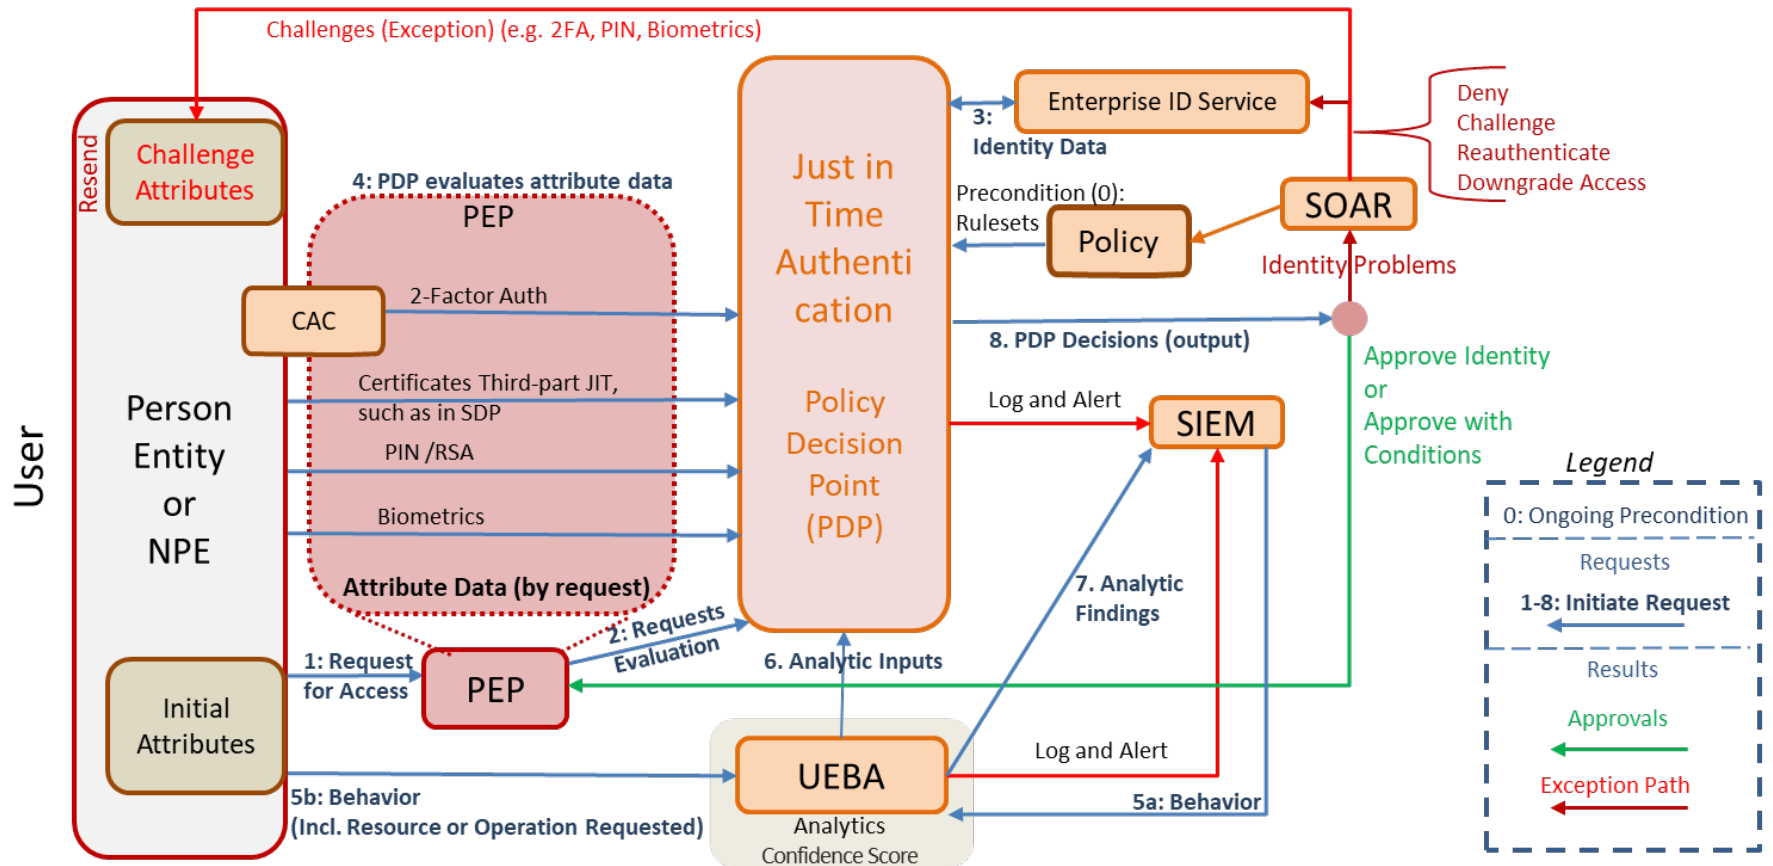 Challenges (Exception) (e.g. 2FA, PIN, Biometrics)
User
Resend
Challenge
Attributes
Person
Entity
or
NPE
Initial
Attributes
CAC
4: PDP evaluates attribute data
PEP
2-Factor Auth
Certificates Third-part JIT,
such as in SDP
PIN /RSA
Biometrics
Attribute Data (by request)
1: Request
for Access
PEP
2: Requests
Evaluation
5b: Behavior
(Incl. Resource or Operation Requested)
Just in
Time
Authenti
cation
Policy
Decision
Point
(PDP)
Enterprise ID Service
3:
Identity Data
Precondition (0):
Rulesets
Policy
SOAR
Deny
Challenge
Reauthenticate
Downgrade Access
Identity Problems
8. PDP Decisions (output)
Approve Identity
or
Approve with
Conditions
Log and Alert
SIEM
7. Analytic
Findings
6. Analytic Inputs
UEBA
Analytics
Confidence Score
Log and Alert
5a: Behavior
Legend
0: Ongoing Precondition
Requests
1-8: Initiate Request
Results
Approvals
Exception Path